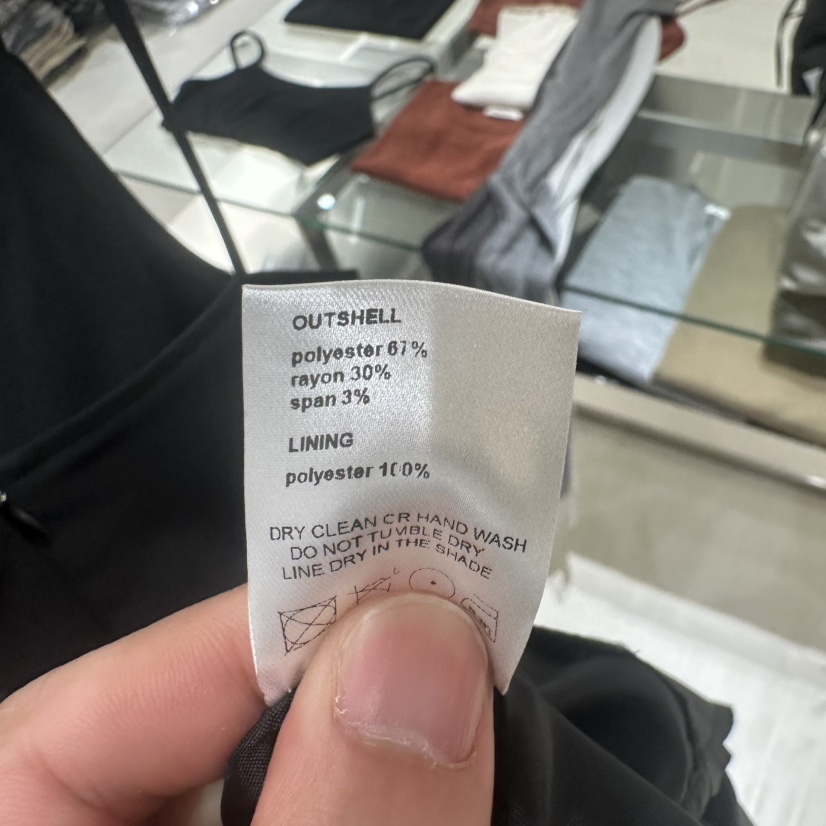 OUTSHELL
polyester 67%
rayon 30%
span 3%
LINING
polyester 100%
DRY CLEAN OR HAND WASH
DO NOT TUMBLE DRY
LINE DRY IN THE SHADE